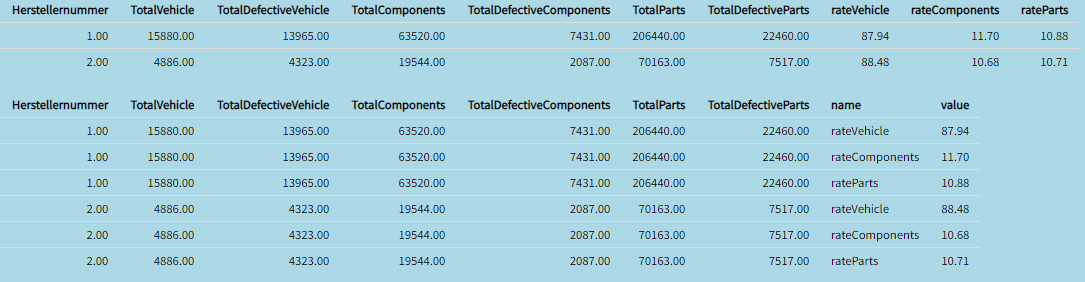 Herstellernummer TotalVehicle TotalDefectiveVehicle TotalComponents TotalDefectiveComponents TotalParts TotalDefectiveParts rateVehicle rateComponents rateParts
1.00 15880.00 13965.00 63520.00 7431.00 206440.00 22460.00 87.94 11.70 10.88
2.00 4886.00 4323.00 19544.00 2087.00 70163.00 7517.00 88.48 10.68 10.71
Herstellernummer TotalVehicle TotalDefectiveVehicle TotalComponents TotalDefectiveComponents TotalParts TotalDefectiveParts name value
1.00 15880.00 13965.00 63520.00 7431.00 206440.00 22460.00 rateVehicle 87.94
1.00 15880.00 13965.00 63520.00 7431.00 206440.00 22460.00 rateComponents 11.70
1.00 15880.00 13965.00 63520.00 7431.00 206440.00 22460.00 rateParts 10.88
2.00 4886.00 4323.00 19544.00 2087.00 70163.00 7517.00 rateVehicle 88.48
2.00 4886.00 4323.00 19544.00 2087.00 70163.00 7517.00 rateComponents 10.68
2.00 4886.00 4323.00 19544.00 2087.00 70163.00 7517.00 rateParts 10.71